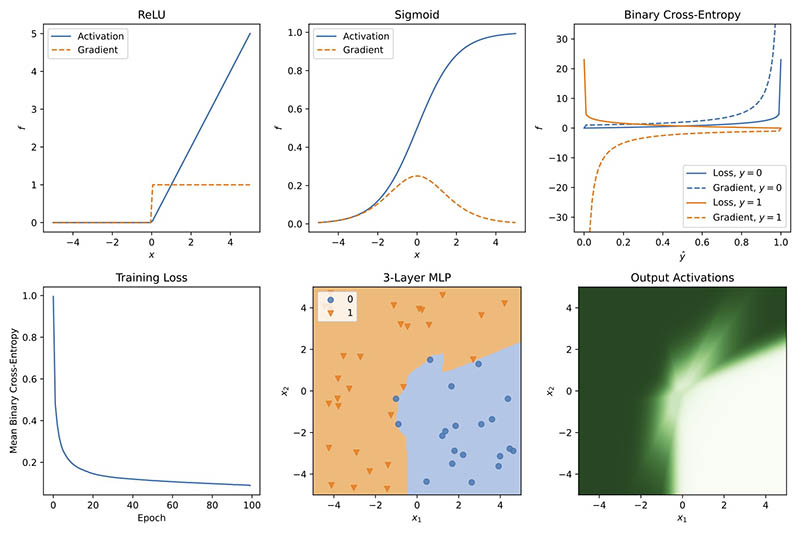 ReLU
Activation
Gradient
5
4
3
2
1
0
f
−4 −2 0 2 4
x
Sigmoid
Activation
Gradient
1.0
0.8
0.6
0.4
0.2
0.0
f
−4 −2 0 2 4
x
Binary Cross-Entropy
30
20
10
0
−10
−20
−30
f
Loss, y = 0
Gradient, y = 0
Loss, y = 1
Gradient, y = 1
0.0 0.2 0.4 0.6 0.8 1.0
ŷ
Training Loss
1.0
0.8
0.6
0.4
0.2
Mean Binary Cross-Entropy
0 20 40 60 80 100
Epoch
3-Layer MLP
0
1
4
2
0
−2
−4
x₂
−4 −2 0 2 4
x₁
Output Activations
4
2
0
−2
−4
x₂
−4 −2 0 2 4
x₁